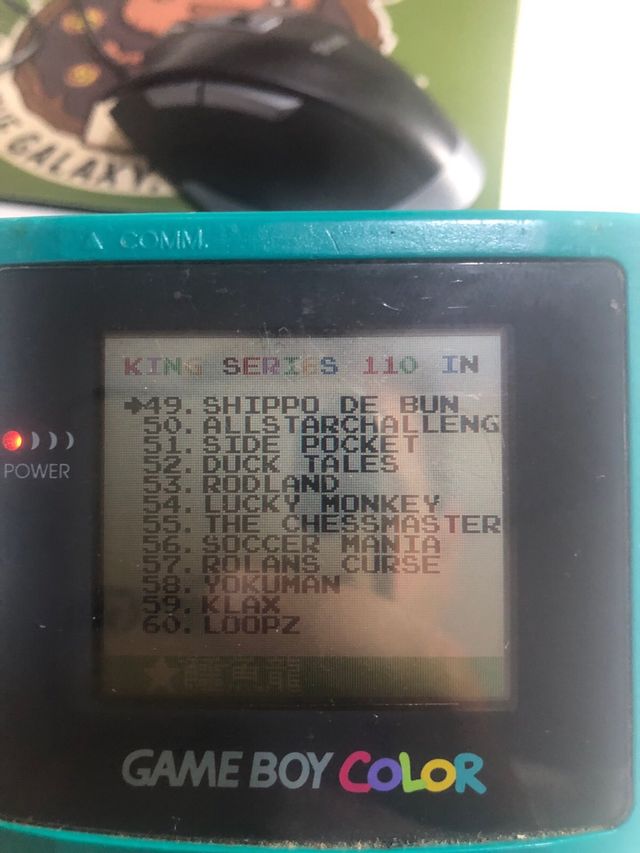 GALAXY
COMM.
KING SERIES 110 IN
49. SHIPPO DE BUN
50. ALLSTARCHALLENG
51. SIDE POCKET
52. DUCK TALES
53. RODLAND
54. LUCKY MONKEY
55. THE CHESSMASTER
56. SOCCER MANIA
57. ROLANS CURSE
58. YOKUMAN
59. KLAX
60. LOOPZ
POWER
GAME BOY COLOR